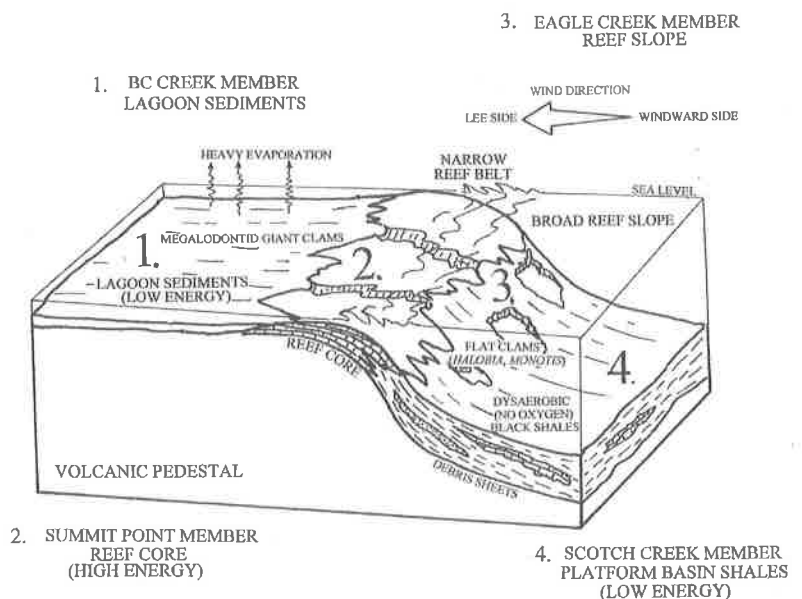 3. EAGLE CREEK MEMBER
REEF SLOPE
1. BC CREEK MEMBER
LAGOON SEDIMENTS
WIND DIRECTION
LEE SIDE
WINDWARD SIDE
HEAVY EVAPORATION
NARROW
REEF BELT
SEA LEVEL
BROAD REEF SLOPE
MEGALODONTID GIANT CLAMS
1.
2.
LAGOON SEDIMENTS
(LOW ENERGY)
3.
REEF CORE
FLAT CLAMS
(HALOBIA, MONOTIS)
4.
DYSAEROBIC
(NO OXYGEN)
BLACK SHALES
VOLCANIC PEDESTAL
DEBRIS SHEETS
2. SUMMIT POINT MEMBER
REEF CORE
(HIGH ENERGY)
4. SCOTCH CREEK MEMBER
PLATFORM BASIN SHALES
(LOW ENERGY)